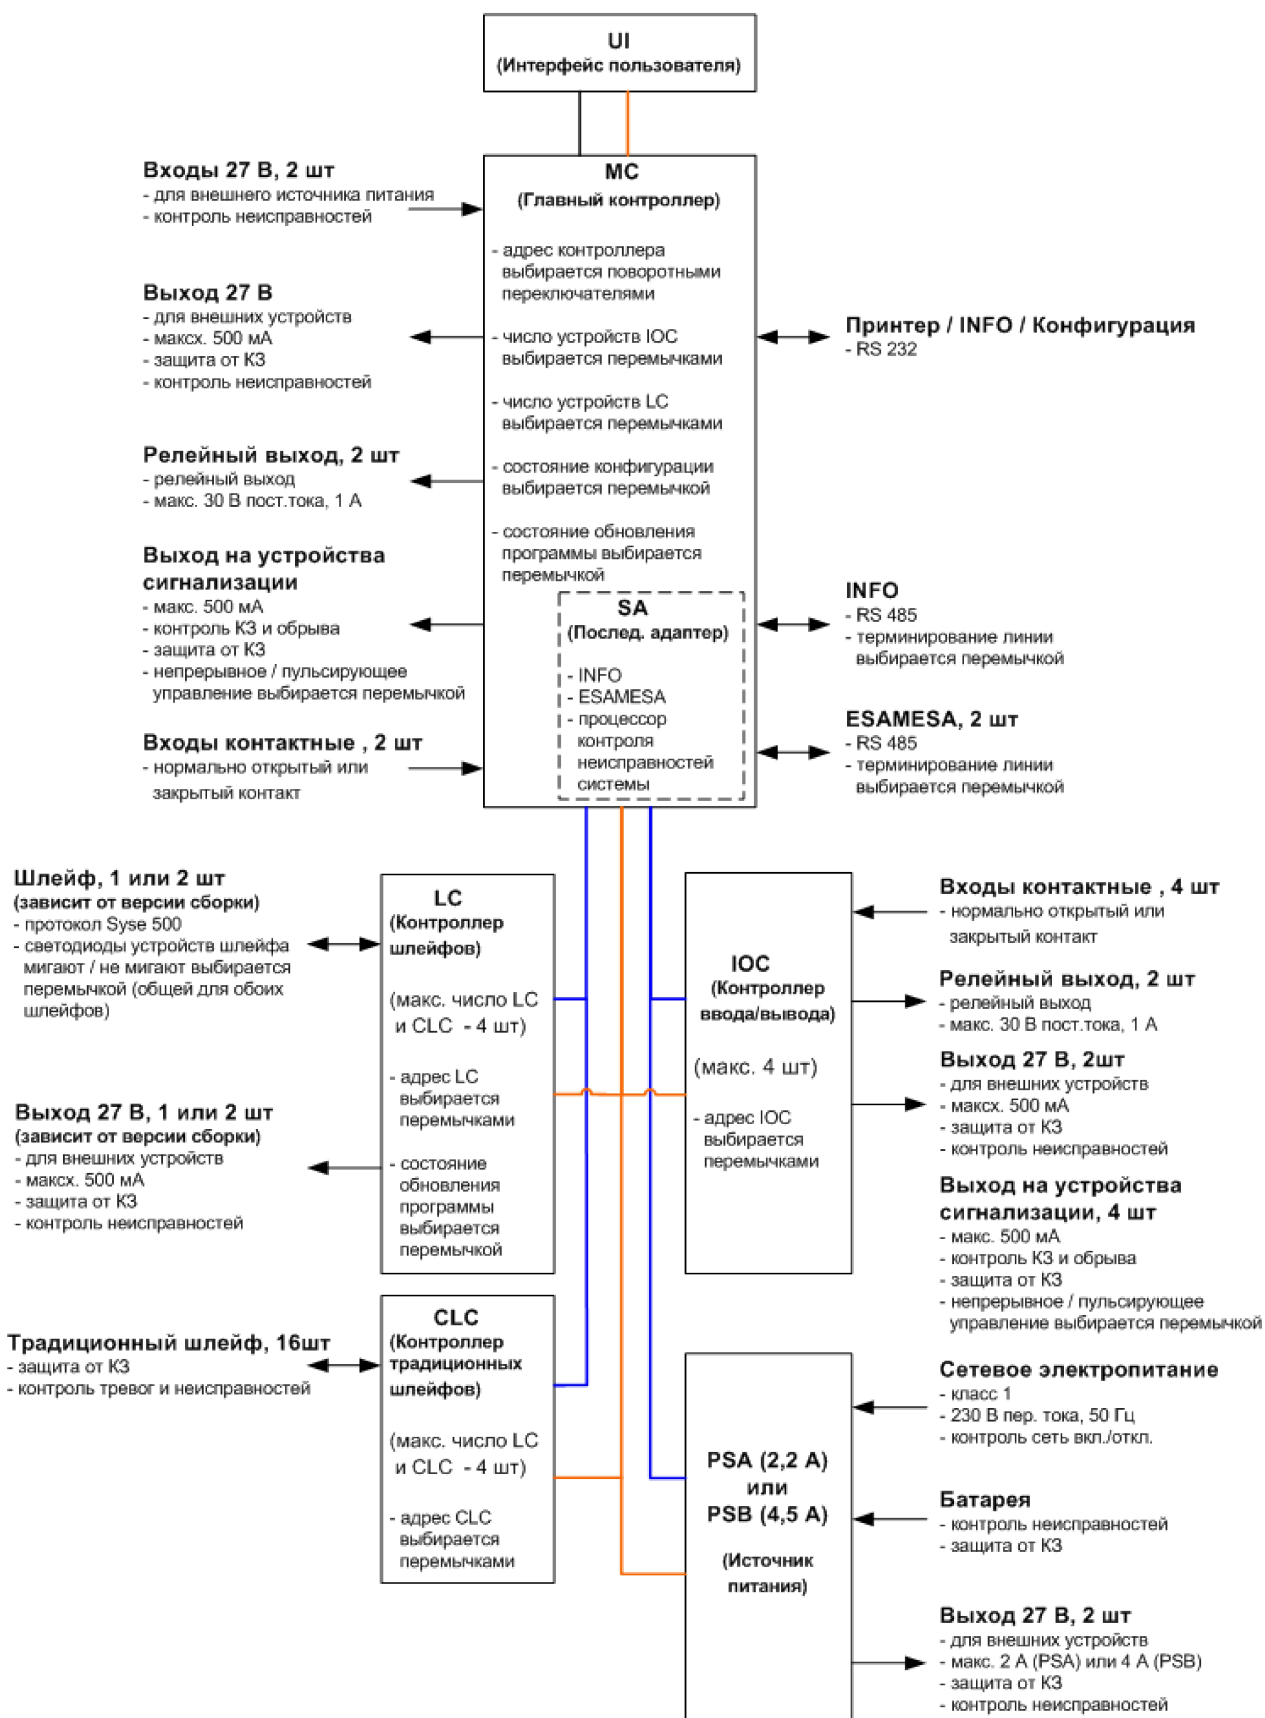 UI
(Интерфейс пользователя)
Входы 27 В, 2 шт
- для внешнего источника питания
- контроль неисправностей
Выход 27 В
- для внешних устройств
- максх. 500 мА
- защита от КЗ
- контроль неисправностей
Релейный выход, 2 шт
- релейный выход
- макс. 30 В пост.тока, 1 А
Выход на устройства
сигнализации
- макс. 500 мА
- контроль КЗ и обрыва
- защита от КЗ
- непрерывное / пульсирующее
управление выбирается перемычкой
Входы контактные , 2 шт
- нормально открытый или
закрытый контакт
MC
(Главный контроллер)
- адрес контроллера
выбирается поворотными
переключателями
- число устройств IOC
выбирается перемычками
- число устройств LC
выбирается перемычками
- состояние конфигурации
выбирается перемычкой
- состояние обновления
программы выбирается
перемычкой
SA
(Послед. адаптер)
- INFO
- ESAMESA
- процессор
контроля
неисправностей
системы
Принтер / INFO / Конфигурация
- RS 232
INFO
- RS 485
- терминирование линии
выбирается перемычкой
ESAMESA, 2 шт
- RS 485
- терминирование линии
выбирается перемычкой
Шлейф, 1 или 2 шт
(зависит от версии сборки)
- протокол Syse 500
- светодиоды устройств шлейфа
мигают / не мигают выбирается
перемычкой (общей для обоих
шлейфов)
Выход 27 В, 1 или 2 шт
(зависит от версии сборки)
- для внешних устройств
- максх. 500 мА
- защита от КЗ
- контроль неисправностей
LC
(Контроллер
шлейфов)
(макс. число LC
и CLC - 4 шт)
- адрес LC
выбирается
перемычками
- состояние
обновления
программы
выбирается
перемычкой
IOC
(Контроллер
ввода/вывода)
(макс. 4 шт)
- адрес IOC
выбирается
перемычками
Входы контактные , 4 шт
- нормально открытый или
закрытый контакт
Релейный выход, 2 шт
- релейный выход
- макс. 30 В пост.тока, 1 А
Выход 27 В, 2шт
- для внешних устройств
- максх. 500 мА
- защита от КЗ
- контроль неисправностей
Выход на устройства
сигнализации, 4 шт
- макс. 500 мА
- контроль КЗ и обрыва
- защита от КЗ
- непрерывное / пульсирующее
управление выбирается перемычкой
Традиционный шлейф, 16шт
- защита от КЗ
- контроль тревог и неисправностей
CLC
(Контроллер
традиционных
шлейфов)
(макс. число LC
и CLC - 4 шт)
- адрес CLC
выбирается
перемычками
PSA (2,2 А)
или
PSB (4,5 А)
(Источник
питания)
Сетевое электропитание
- класс 1
- 230 В пер. тока, 50 Гц
- контроль сеть вкл./откл.
Батарея
- контроль неисправностей
- защита от КЗ
Выход 27 В, 2 шт
- для внешних устройств
- макс. 2 А (PSA) или 4 А (PSB)
- защита от КЗ
- контроль неисправностей